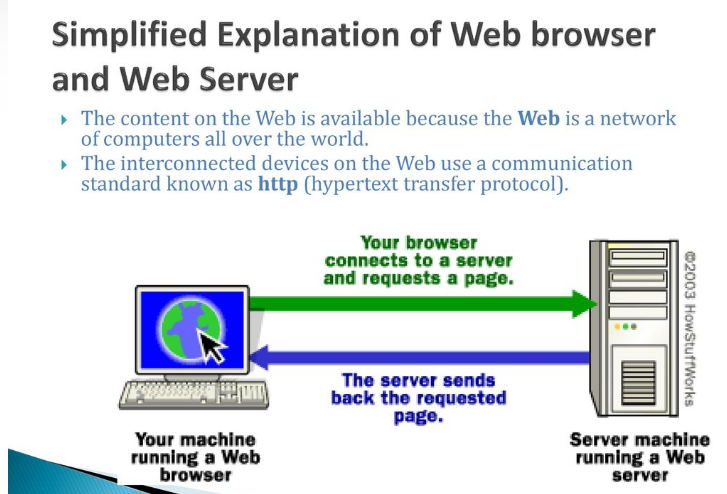 Simplified Explanation of Web browser
and Web Server
The content on the Web is available because the Web is a network
of computers all over the world.
The interconnected devices on the Web use a communication
standard known as http (hypertext transfer protocol).
Your browser
connects to a server
and requests a page.
©2003 HowStuffWorks
The server sends
back the requested
page.
Your machine
running a Web
browser
Server machine
running a Web
server